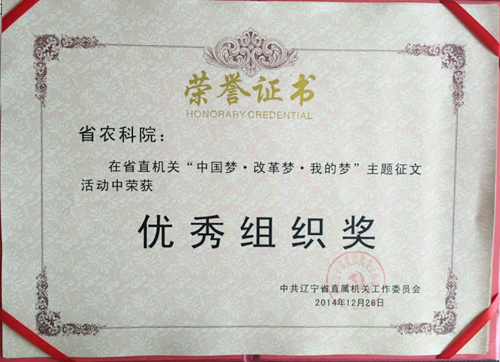 荣誉证书
HONORARY CREDENTIAL
省农科院：
在省直机关“中国梦·改革梦·我的梦”主题征文
活动中荣获
优秀组织奖
中共辽宁省直属机关工作委员会
2014年12月26日